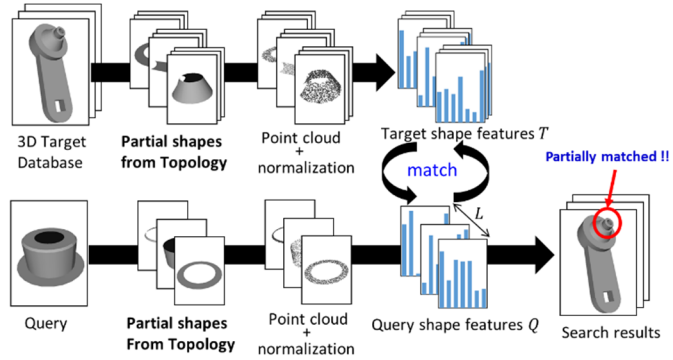 3D Target
Database
Partial shapes
from Topology
Point cloud
+
normalization
Target shape features T
match
Partially matched !!
L
Query
Partial shapes
From Topology
Point cloud
+
normalization
Query shape features Q
Search results